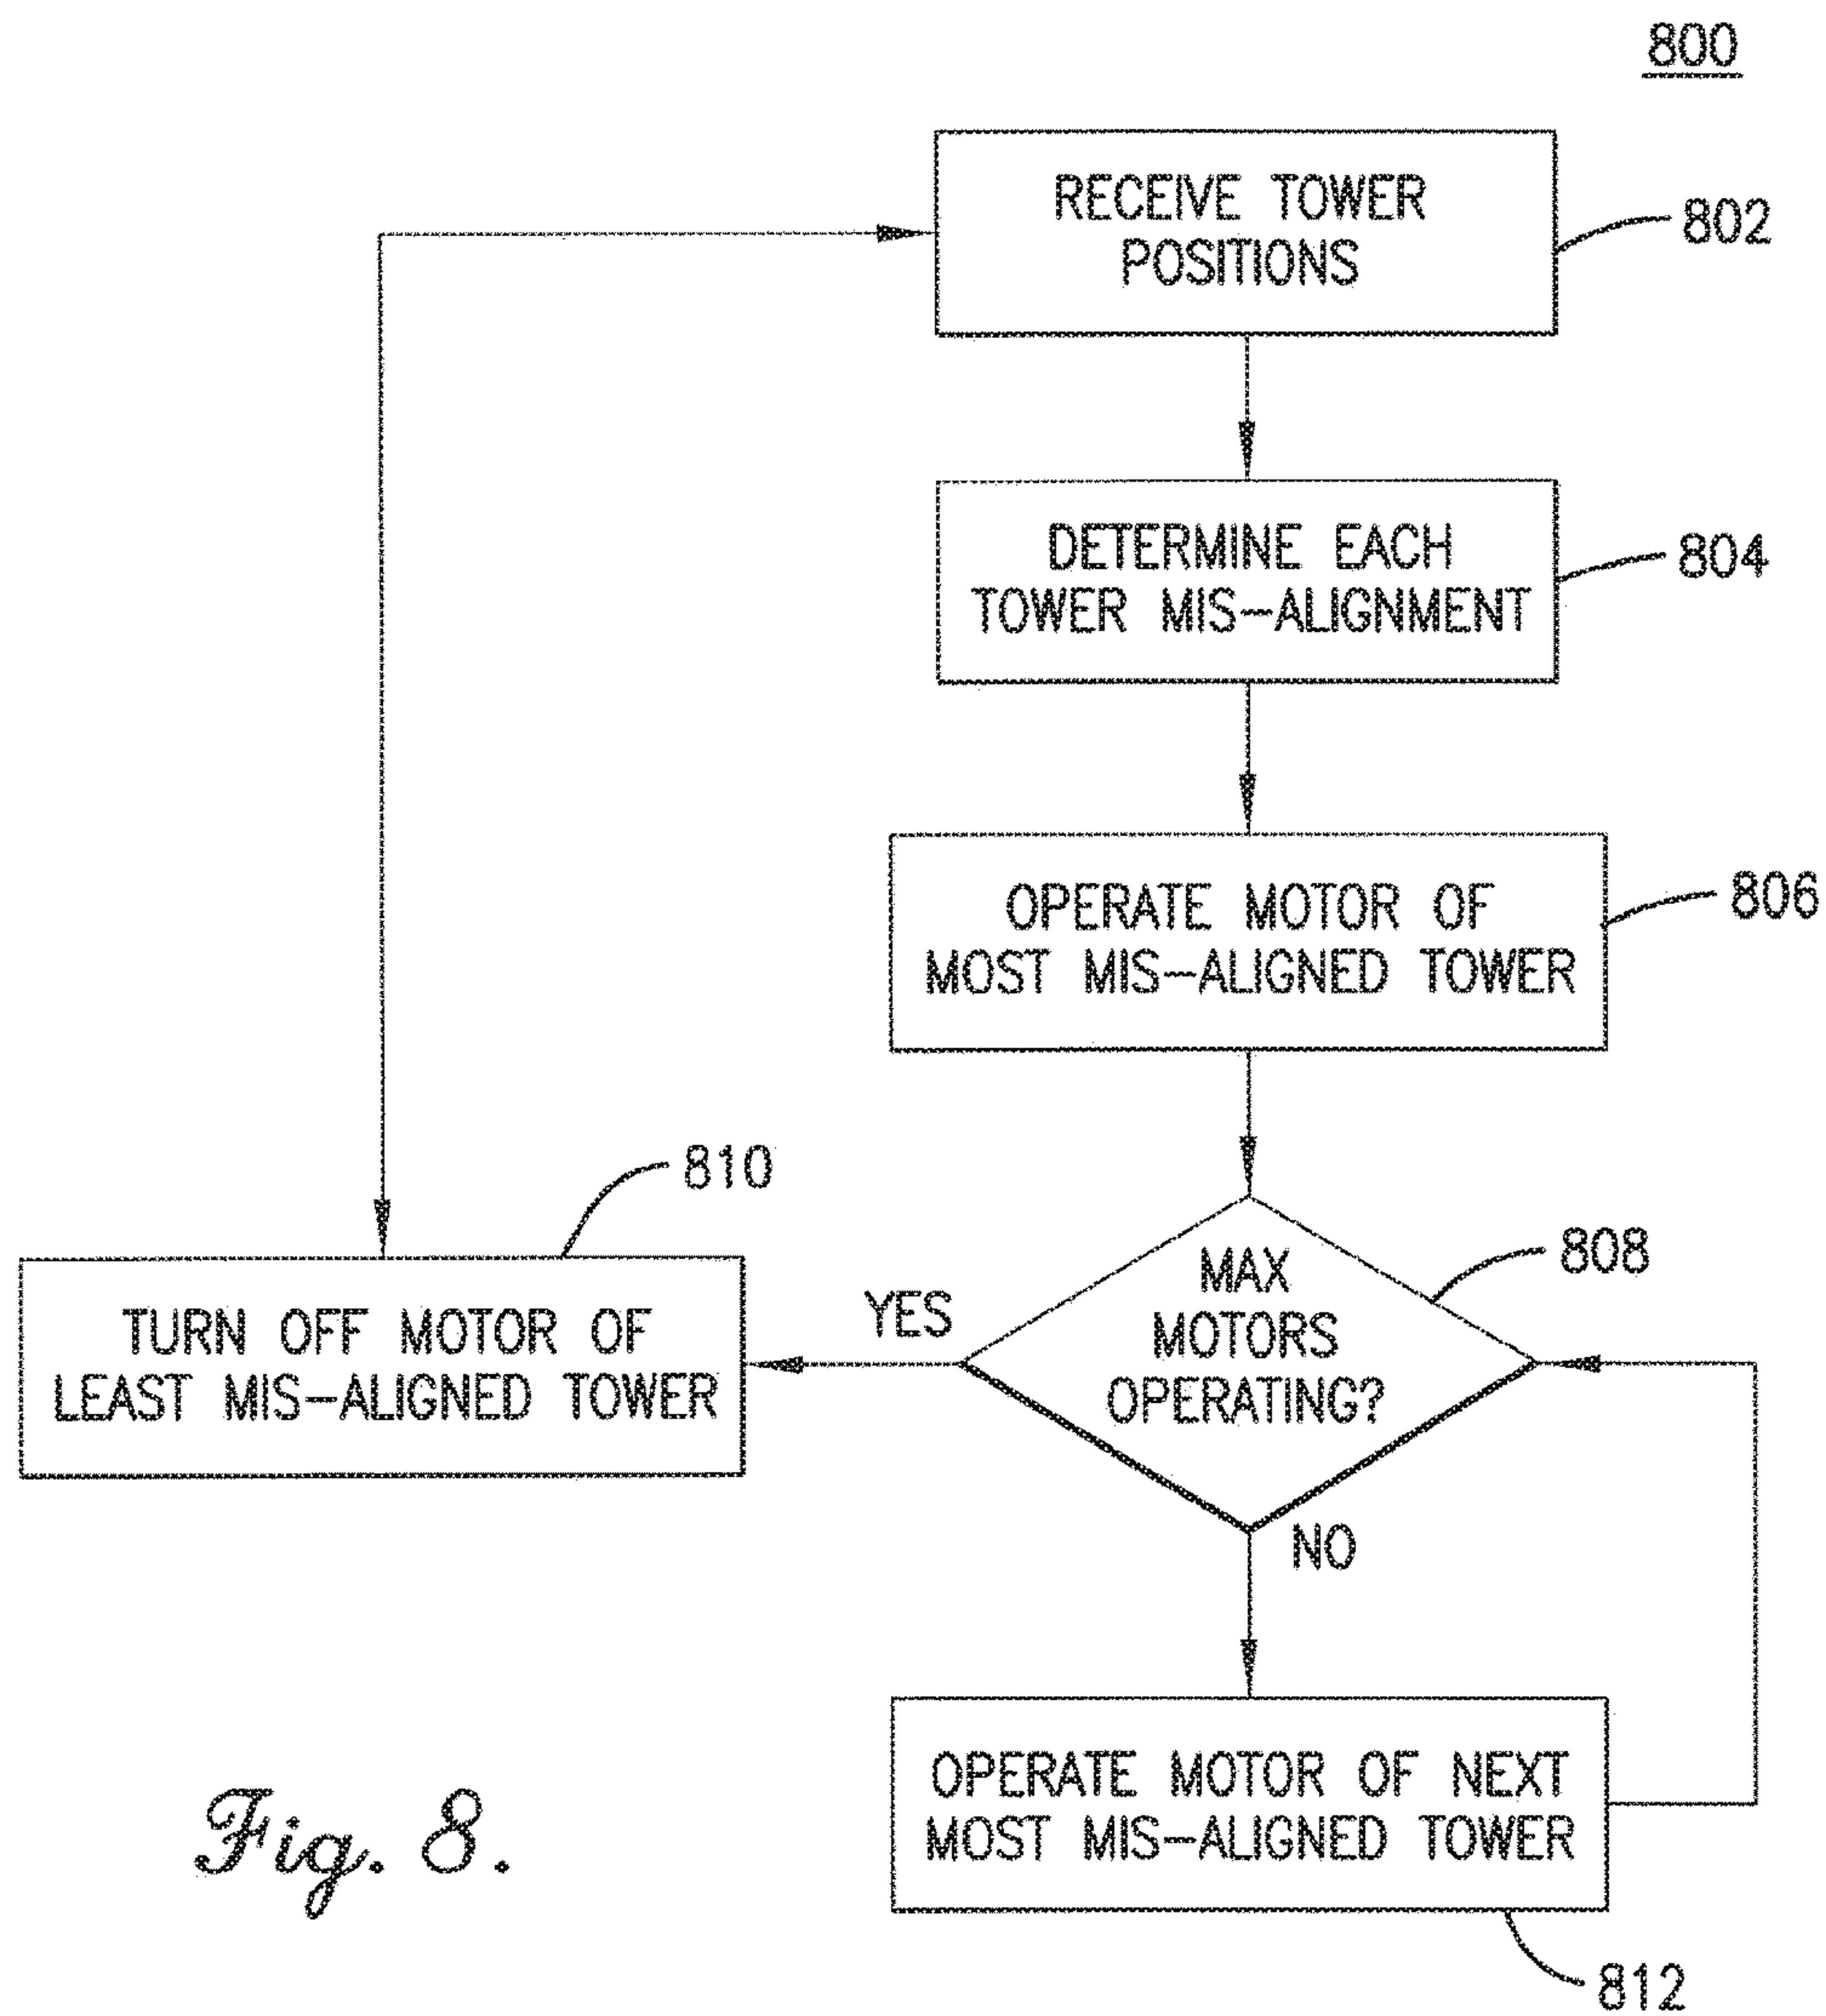 800
RECEIVE TOWER
POSITIONS
802
DETERMINE EACH
TOWER MIS-ALIGNMENT
804
OPERATE MOTOR OF
MOST MIS-ALIGNED TOWER
806
810
TURN OFF MOTOR OF
LEAST MIS-ALIGNED TOWER
YES
MAX
MOTORS
OPERATING?
808
NO
OPERATE MOTOR OF NEXT
MOST MIS-ALIGNED TOWER
812
Fig. 8.